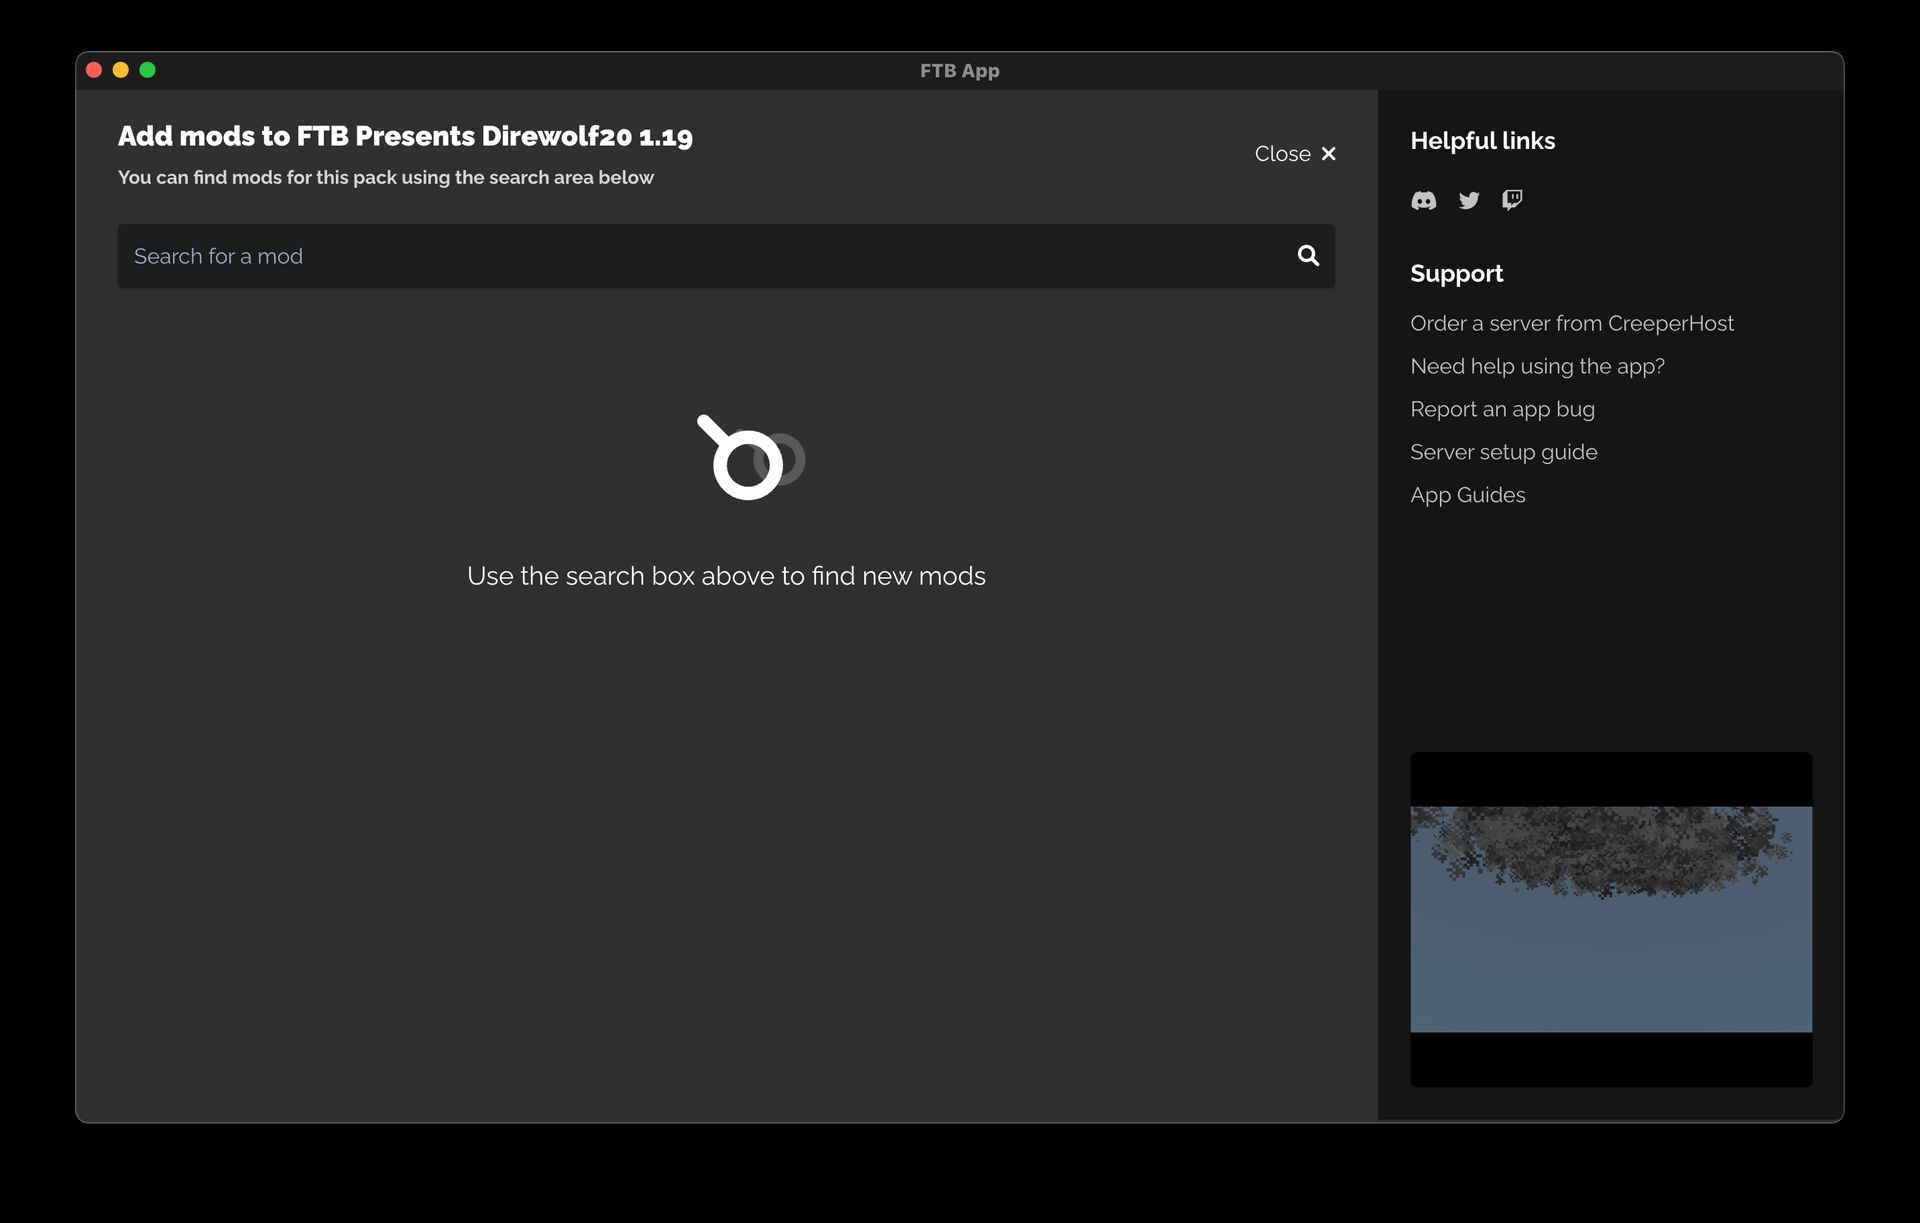 FTB App
Add mods to FTB Presents Direwolf20 1.19
You can find mods for this pack using the search area below
Close
Search for a mod
Use the search box above to find new mods
Helpful links
Support
Order a server from CreeperHost
Need help using the app?
Report an app bug
Server setup guide
App Guides